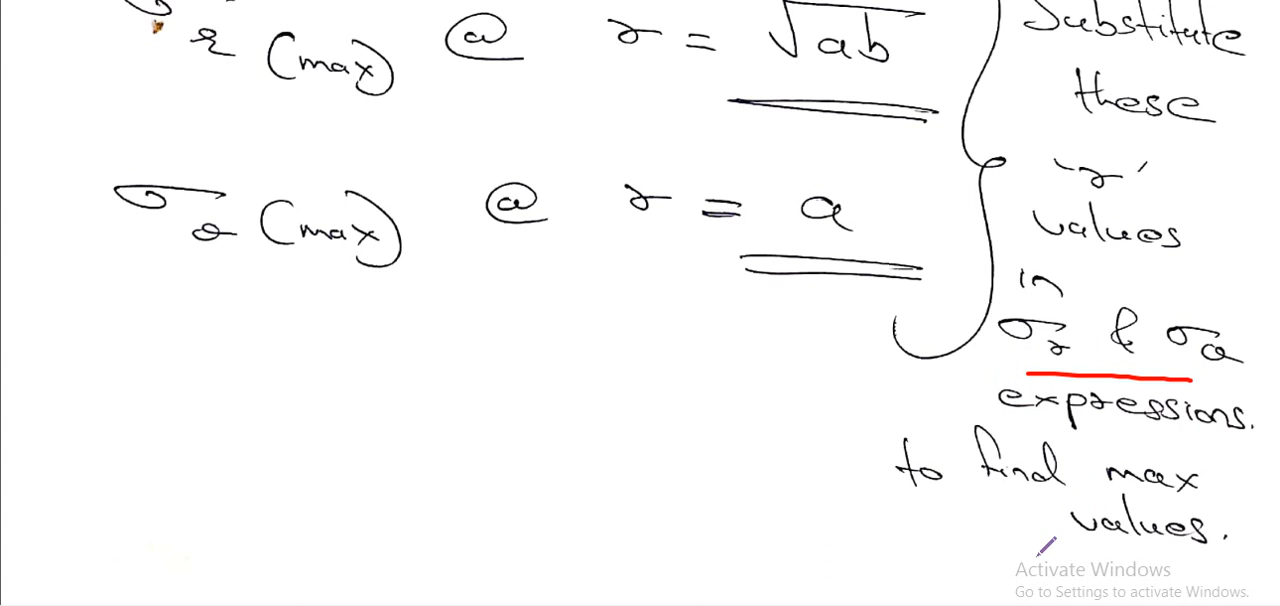 σr (max) @ r = √ab
σθ (max) @ r = a
Substitute
these
'r'
values
in
σr & σθ
expressions.
to find max
values.
Activate Windows
Go to Settings to activate Windows.